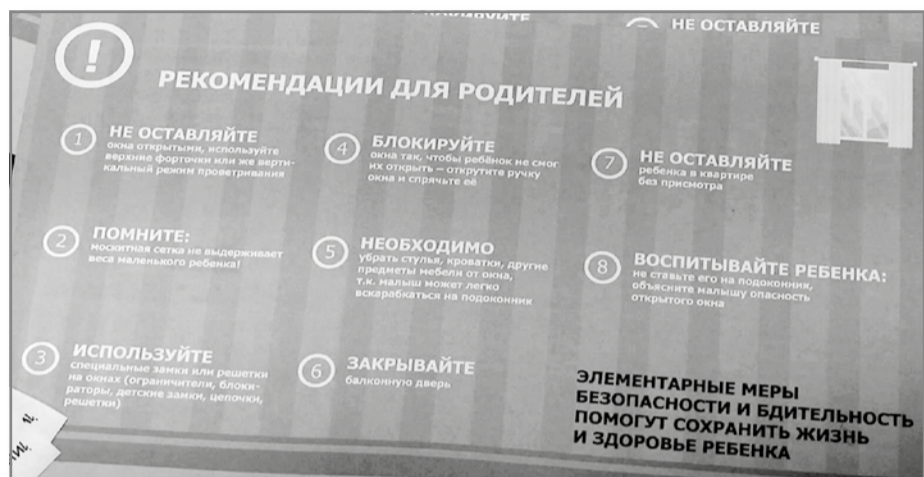 НЕ ОСТАВЛЯЙТЕ
!
РЕКОМЕНДАЦИИ ДЛЯ РОДИТЕЛЕЙ
1 НЕ ОСТАВЛЯЙТЕ
окна открытыми, используйте
верхние форточки или же верти-
кальный режим проветривания
2 ПОМНИТЕ:
москитная сетка не выдерживает
веса маленького ребенка!
3 ИСПОЛЬЗУЙТЕ
специальные замки или решетки
на окнах (ограничители, блоки-
раторы, детские замки, цепочки,
решетки)
4 БЛОКИРУЙТЕ
окна так, чтобы ребёнок не смог
их открыть – открутите ручку
окна и спрячьте её
5 НЕОБХОДИМО
убрать стулья, кроватки, другие
предметы мебели от окна,
т.к. малыш может легко
вскарабкаться на подоконник
6 ЗАКРЫВАЙТЕ
балконную дверь
7 НЕ ОСТАВЛЯЙТЕ
ребенка в квартире
без присмотра
8 ВОСПИТЫВАЙТЕ РЕБЕНКА:
не ставьте его на подоконник,
объясните малышу опасность
открытого окна
ЭЛЕМЕНТАРНЫЕ МЕРЫ
БЕЗОПАСНОСТИ И БДИТЕЛЬНОСТЬ
ПОМОГУТ СОХРАНИТЬ ЖИЗНЬ
И ЗДОРОВЬЕ РЕБЕНКА